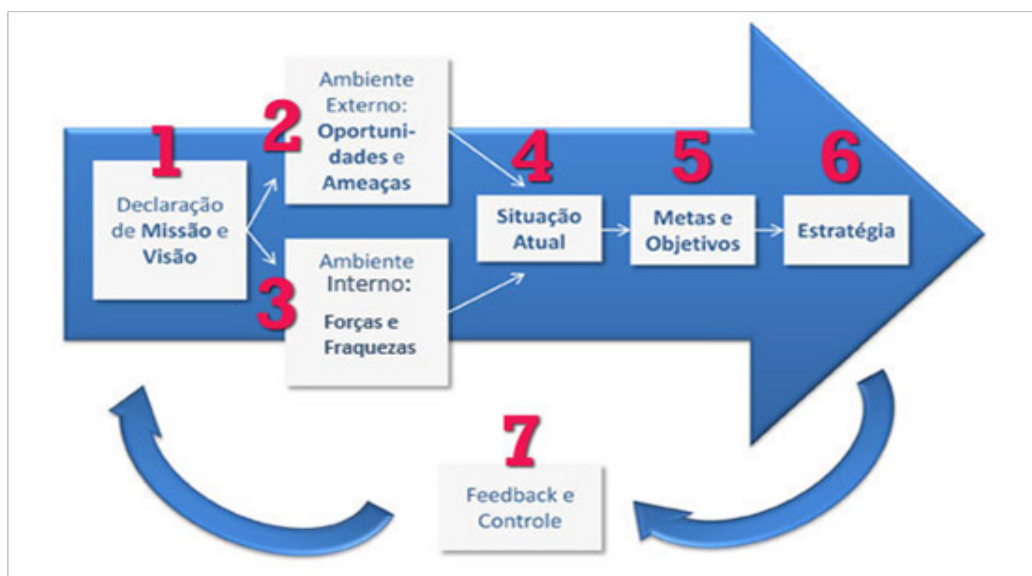 1
Declaração
de Missão e
Visão
2
Ambiente
Externo:
Oportuni-
dades e
Ameaças
3
Ambiente
Interno:
Forças e
Fraquezas
4
Situação
Atual
5
Metas e
Objetivos
6
Estratégia
7
Feedback e
Controle